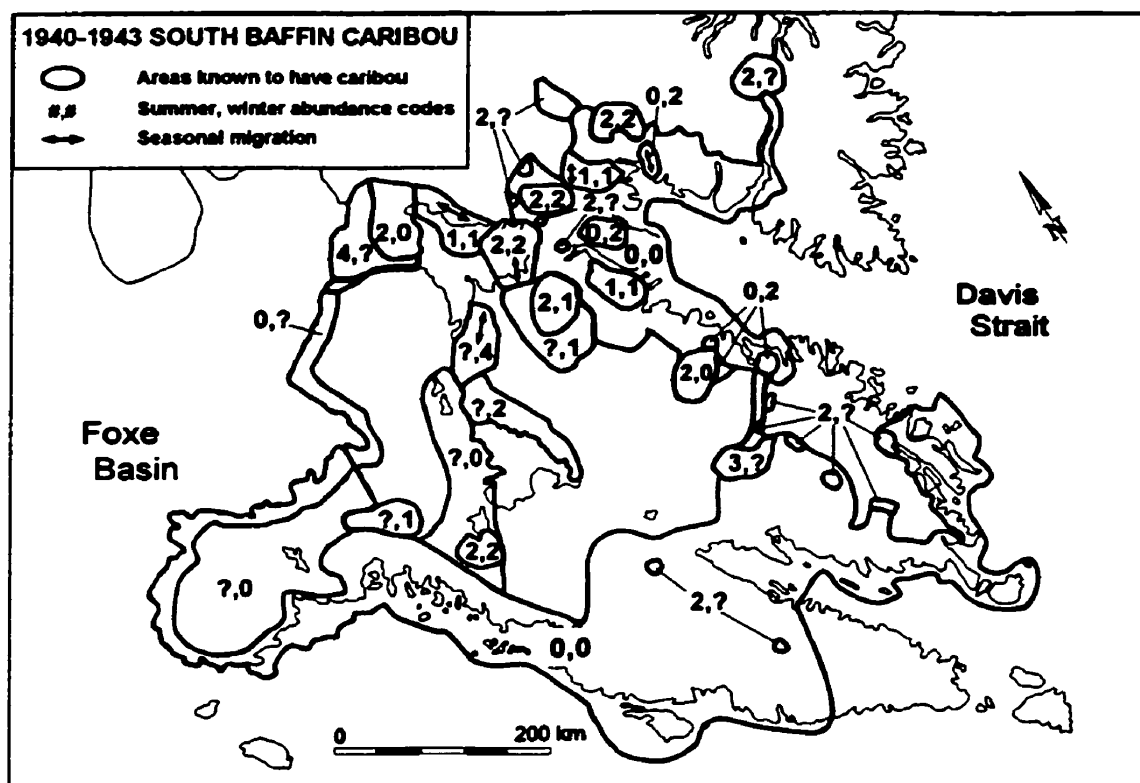 1940-1943 SOUTH BAFFIN CARIBOU
Areas known to have caribou
#,# Summer, winter abundance codes
Seasonal migration
2,?
0,2
2,?
2,2
1,1
2,2
2,?
0,2
0,0
2,0
4,?
1,1
2,2
1,1
2,1
?,1
0,?
?,4
0,2
2,0
Davis
Strait
?,2
2,?
Foxe
Basin
?,0
3,?
?,1
2,2
?,0
2,?
0,0
0 200 km
N